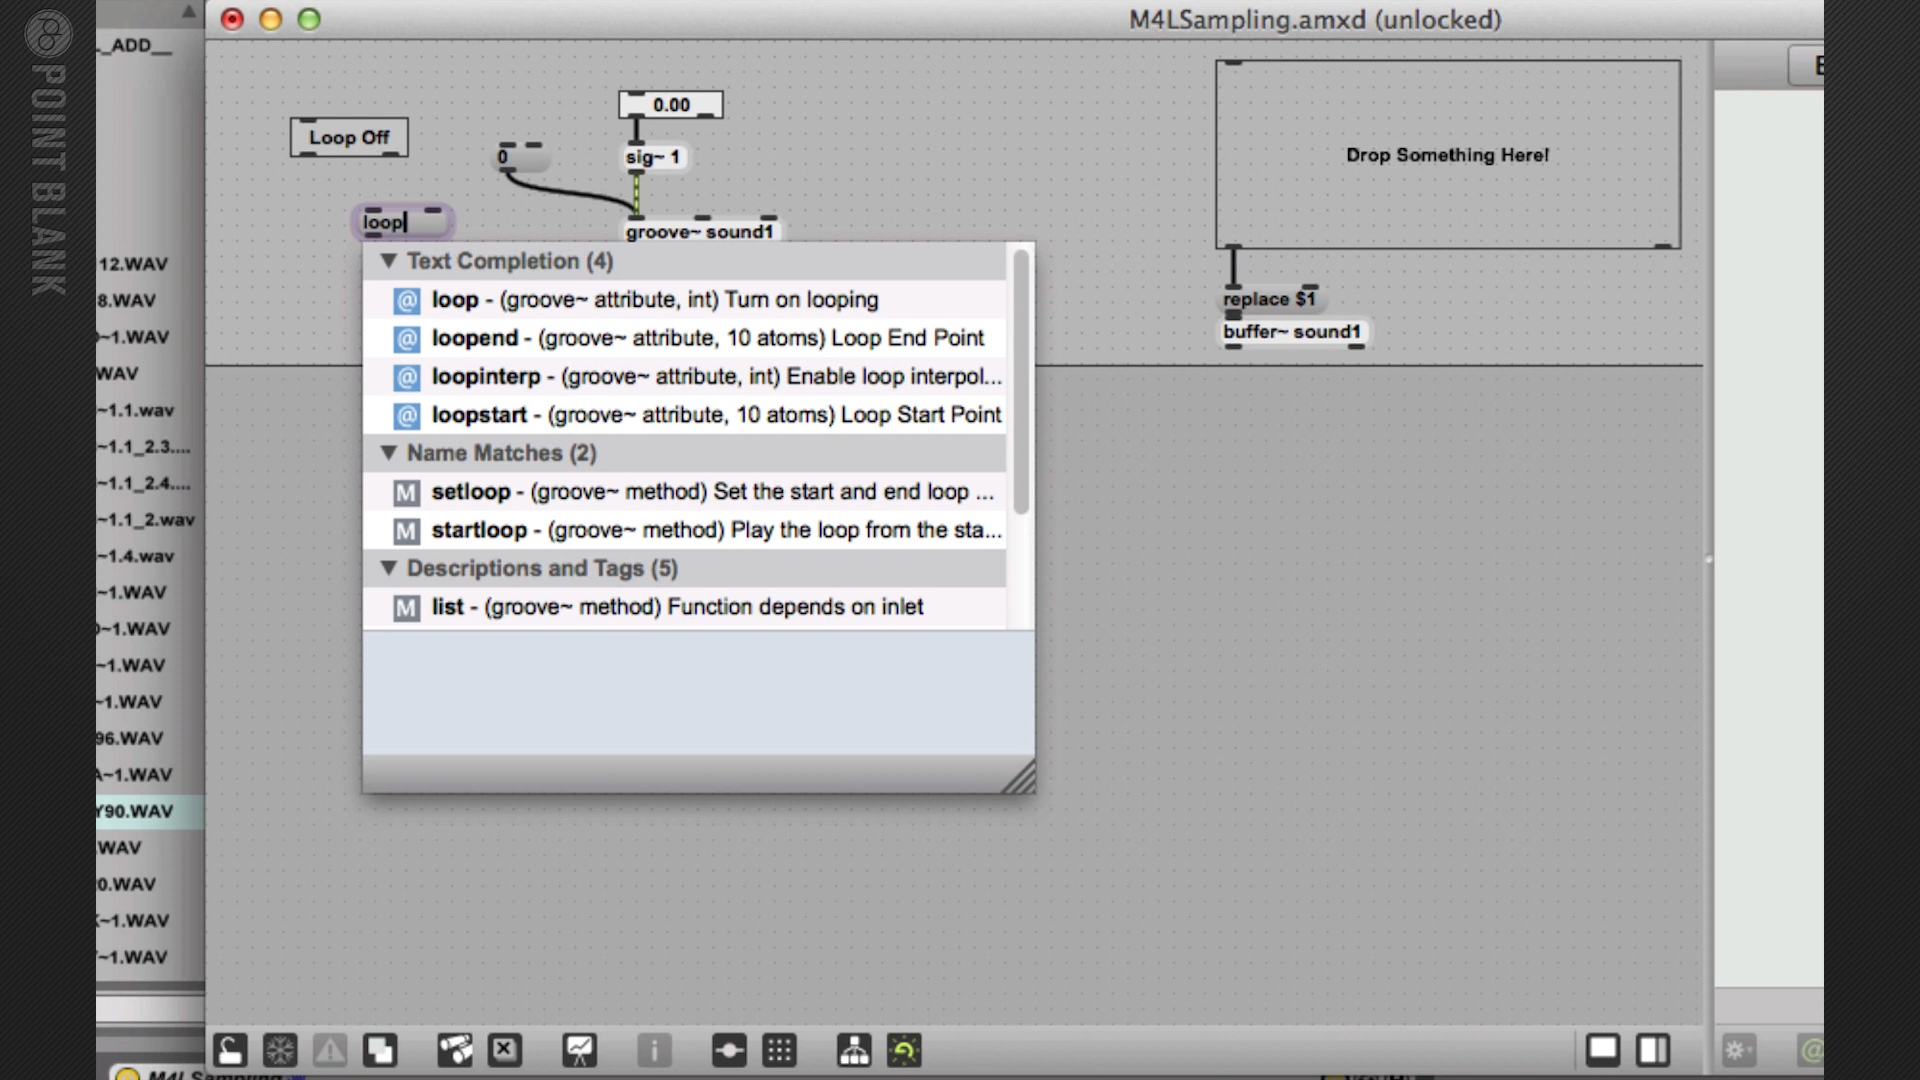 POINT BLANK
M4LSampling.amxd (unlocked)
_ADD__
12.WAV
8.WAV
~1.WAV
WAV
~1.1.wav
~1.1_2.3....
~1.1_2.4....
~1.1_2.wav
~1.4.wav
~1.WAV
~1.WAV
~1.WAV
~1.WAV
96.WAV
A~1.WAV
Y90.WAV
.WAV
0.WAV
~1.WAV
~1.WAV
Loop Off
0.00
0
sig~ 1
loop
groove~ sound1
Drop Something Here!
replace $1
buffer~ sound1
Text Completion (4)
loop - (groove~ attribute, int) Turn on looping
loopend - (groove~ attribute, 10 atoms) Loop End Point
loopinterp - (groove~ attribute, int) Enable loop interpol...
loopstart - (groove~ attribute, 10 atoms) Loop Start Point
Name Matches (2)
setloop - (groove~ method) Set the start and end loop ...
startloop - (groove~ method) Play the loop from the sta...
Descriptions and Tags (5)
list - (groove~ method) Function depends on inlet
M4LSampling